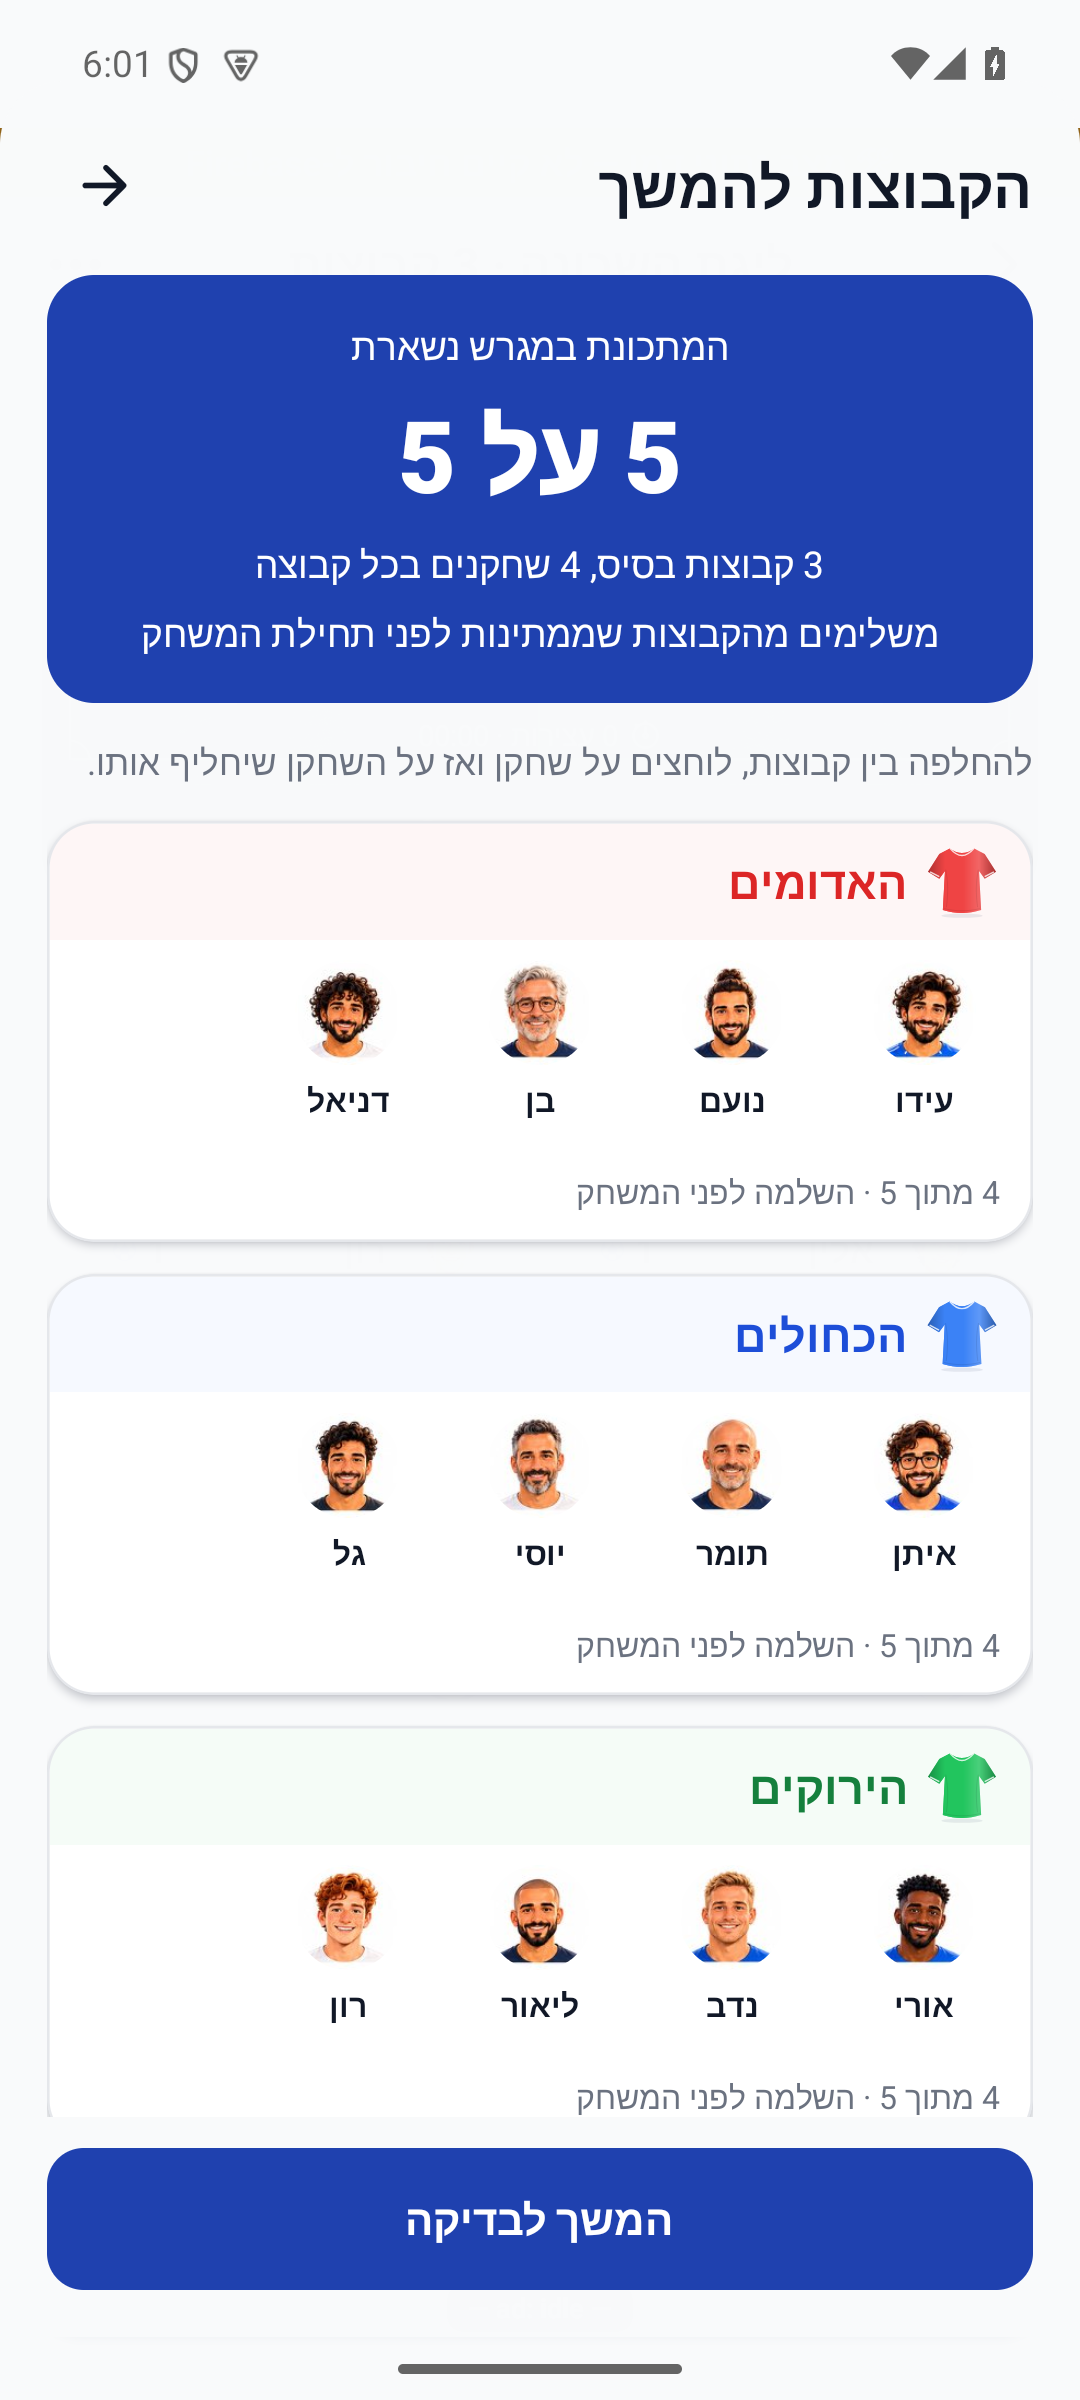 6:01
הקבוצות להמשך
המתכונת במגרש נשארת
5 על 5
3 קבוצות בסיס, 4 שחקנים בכל קבוצה
משלימים מהקבוצות שממתינות לפני תחילת המשחק
להחלפה בין קבוצות, לוחצים על שחקן ואז על השחקן שיחליף אותו.
האדומים
עידו נועם בן דניאל
4 מתוך 5 · השלמה לפני המשחק
הכחולים
איתן תומר יוסי גל
4 מתוך 5 · השלמה לפני המשחק
הירוקים
אורי נדב ליאור רון
4 מתוך 5 · השלמה לפני המשחק
המשך לבדיקה